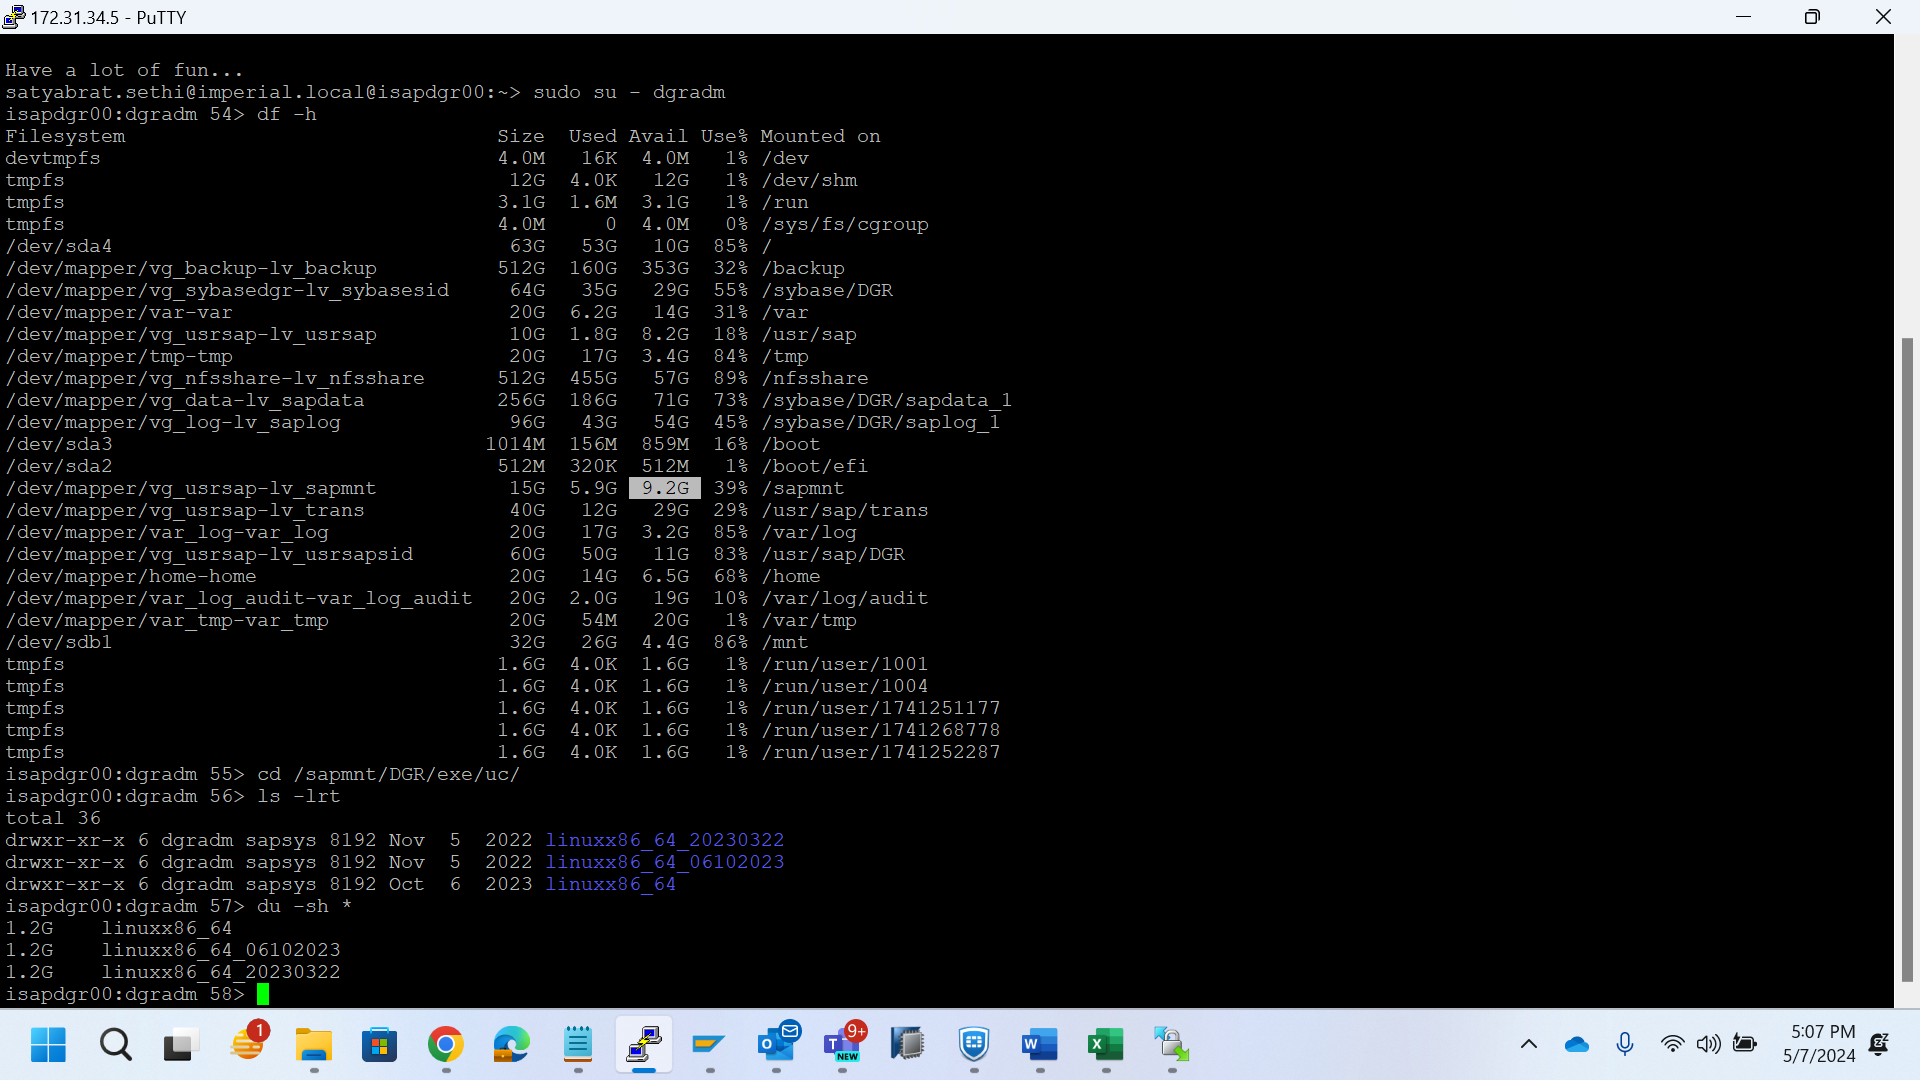 172.31.34.5 - PuTTY
Have a lot of fun...
satyabrat.sethi@imperial.local@isapdgr00:~> sudo su - dgradm
isapdgr00:dgradm 54> df -h
Filesystem                               Size  Used Avail Use% Mounted on
devtmpfs                                 4.0M   16K  4.0M   1% /dev
tmpfs                                     12G  4.0K   12G   1% /dev/shm
tmpfs                                    3.1G  1.6M  3.1G   1% /run
tmpfs                                    4.0M     0  4.0M   0% /sys/fs/cgroup
/dev/sda4                                 63G   53G   10G  85% /
/dev/mapper/vg_backup-lv_backup          512G  160G  353G  32% /backup
/dev/mapper/vg_sybasedgr-lv_sybasesid     64G   35G   29G  55% /sybase/DGR
/dev/mapper/var-var                       20G  6.2G   14G  31% /var
/dev/mapper/vg_usrsap-lv_usrsap           10G  1.8G  8.2G  18% /usr/sap
/dev/mapper/tmp-tmp                       20G   17G  3.4G  84% /tmp
/dev/mapper/vg_nfsshare-lv_nfsshare      512G  455G   57G  89% /nfsshare
/dev/mapper/vg_data-lv_sapdata           256G  186G   71G  73% /sybase/DGR/sapdata_1
/dev/mapper/vg_log-lv_saplog              96G   43G   54G  45% /sybase/DGR/saplog_1
/dev/sda3                               1014M  156M  859M  16% /boot
/dev/sda2                                512M  320K  512M   1% /boot/efi
/dev/mapper/vg_usrsap-lv_sapmnt           15G  5.9G  9.2G  39% /sapmnt
/dev/mapper/vg_usrsap-lv_trans            40G   12G   29G  29% /usr/sap/trans
/dev/mapper/var_log-var_log               20G   17G  3.2G  85% /var/log
/dev/mapper/vg_usrsap-lv_usrsapsid        60G   50G   11G  83% /usr/sap/DGR
/dev/mapper/home-home                     20G   14G  6.5G  68% /home
/dev/mapper/var_log_audit-var_log_audit   20G  2.0G   19G  10% /var/log/audit
/dev/mapper/var_tmp-var_tmp               20G   54M   20G   1% /var/tmp
/dev/sdb1                                 32G   26G  4.4G  86% /mnt
tmpfs                                    1.6G  4.0K  1.6G   1% /run/user/1001
tmpfs                                    1.6G  4.0K  1.6G   1% /run/user/1004
tmpfs                                    1.6G  4.0K  1.6G   1% /run/user/1741251177
tmpfs                                    1.6G  4.0K  1.6G   1% /run/user/1741268778
tmpfs                                    1.6G  4.0K  1.6G   1% /run/user/1741252287
isapdgr00:dgradm 55> cd /sapmnt/DGR/exe/uc/
isapdgr00:dgradm 56> ls -lrt
total 36
drwxr-xr-x 6 dgradm sapsys 8192 Nov  5  2022 linuxx86_64_20230322
drwxr-xr-x 6 dgradm sapsys 8192 Nov  5  2022 linuxx86_64_06102023
drwxr-xr-x 6 dgradm sapsys 8192 Oct  6  2023 linuxx86_64
isapdgr00:dgradm 57> du -sh *
1.2G    linuxx86_64
1.2G    linuxx86_64_06102023
1.2G    linuxx86_64_20230322
isapdgr00:dgradm 58>
1
9+
NEW
5:07 PM
5/7/2024